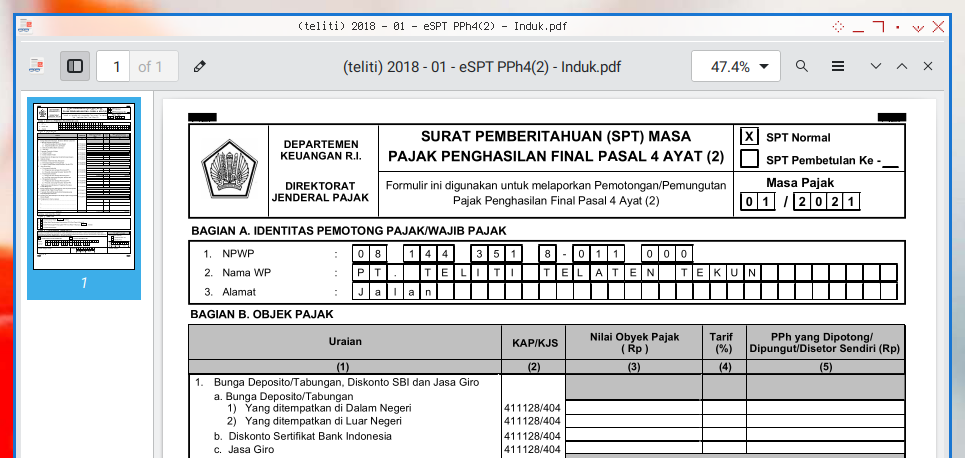 (teliti) 2018 - 01 - eSPT PPh4(2) - Induk.pdf
1 of 1
(teliti) 2018 - 01 - eSPT PPh4(2) - Induk.pdf
47.4%
1
DEPARTEMEN
KEUANGAN R.I.
DIREKTORAT
JENDERAL PAJAK
SURAT PEMBERITAHUAN (SPT) MASA
PAJAK PENGHASILAN FINAL PASAL 4 AYAT (2)
Formulir ini digunakan untuk melaporkan Pemotongan/Pemungutan
Pajak Penghasilan Final Pasal 4 Ayat (2)
X SPT Normal
SPT Pembetulan Ke - __
Masa Pajak
0 1 / 2 0 2 1
BAGIAN A. IDENTITAS PEMOTONG PAJAK/WAJIB PAJAK
1. NPWP : 0 8 1 4 4 3 5 1 8 - 0 1 1 0 0 0
2. Nama WP : P T . T E L I T I T E L A T E N T E K U N
3. Alamat : J a l a n
BAGIAN B. OBJEK PAJAK
Uraian KAP/KJS Nilai Obyek Pajak ( Rp ) Tarif (%) PPh yang Dipotong/ Dipungut/Disetor Sendiri (Rp)
(1) (2) (3) (4) (5)
1. Bunga Deposito/Tabungan, Diskonto SBI dan Jasa Giro
a. Bunga Deposito/Tabungan
1) Yang ditempatkan di Dalam Negeri 411128/404
2) Yang ditempatkan di Luar Negeri 411128/404
b. Diskonto Sertifikat Bank Indonesia 411128/404
c. Jasa Giro 411128/404